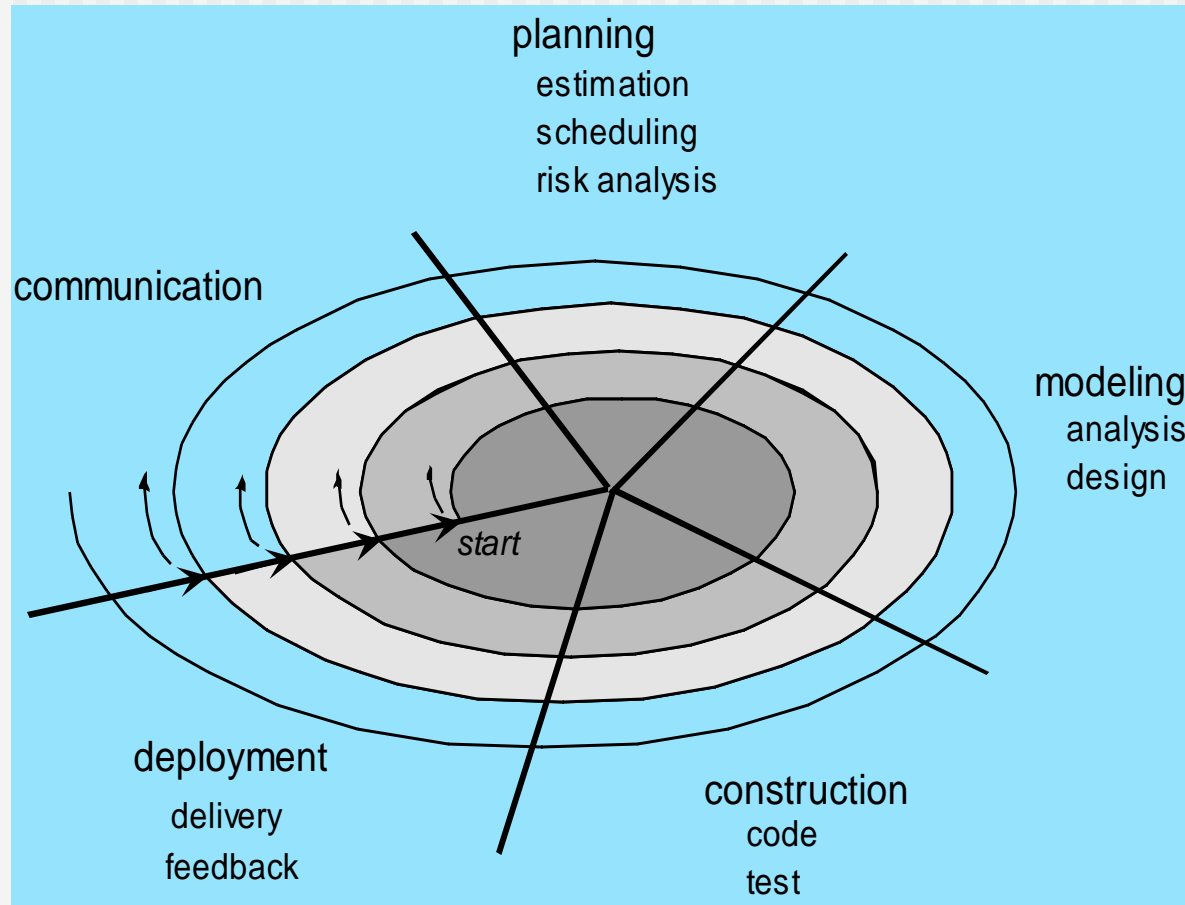 planning
estimation
scheduling
risk analysis
communication
modeling
analysis
design
start
deployment
delivery
feedback
construction
code
test